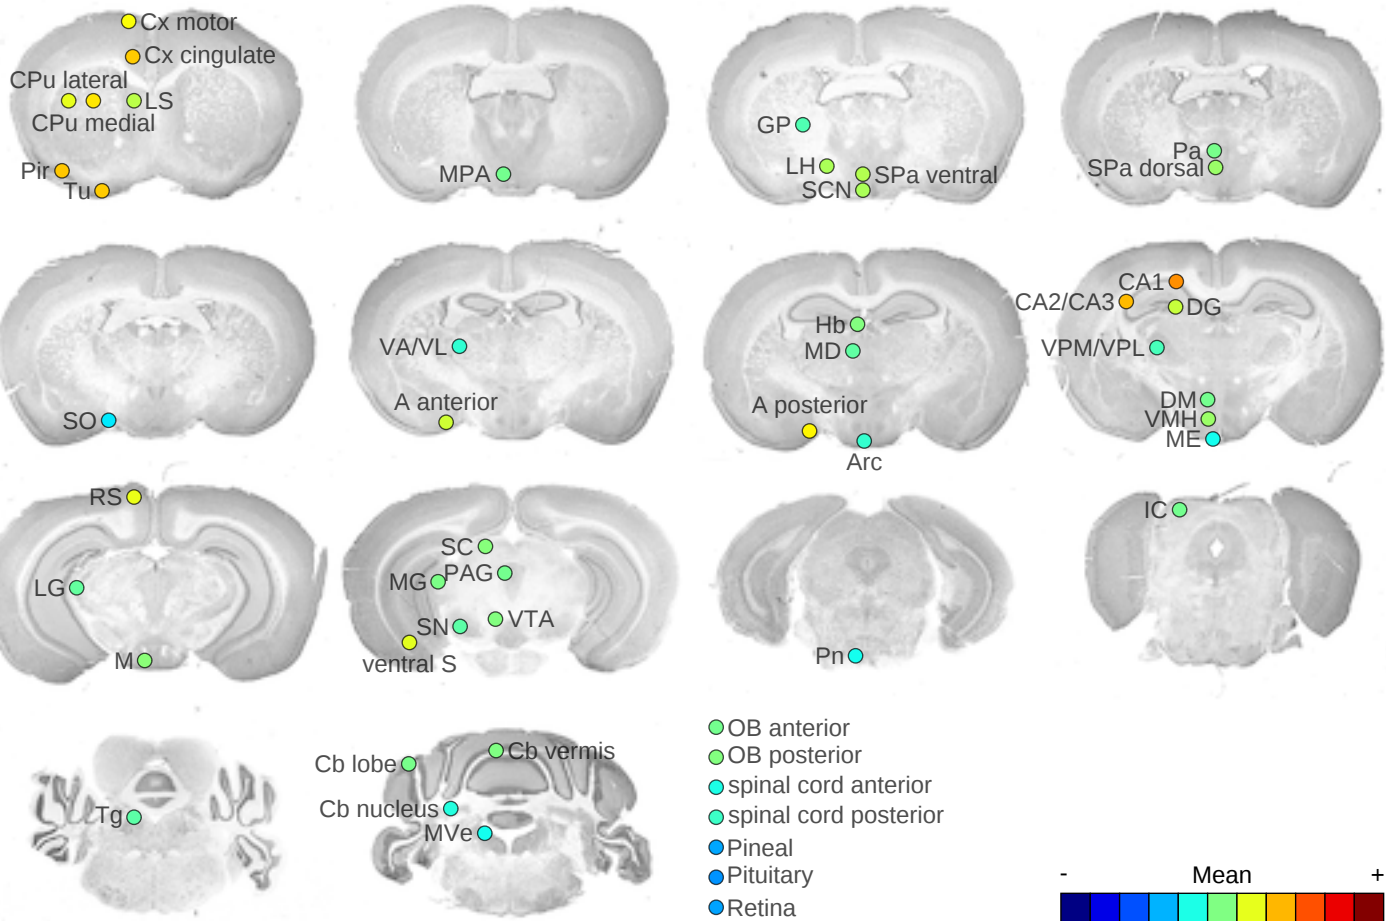 Cx motor
Cx cingulate
CPu lateral
LS
CPu medial
Pir
Tu
MPA
GP
LH
SPa ventral
SCN
Pa
SPa dorsal
SO
VA/VL
A anterior
Hb
MD
A posterior
Arc
CA1
CA2/CA3
DG
VPM/VPL
DM
VMH
ME
RS
LG
M
SC
MG
PAG
SN
VTA
ventral S
Pn
IC
Tg
Cb lobe
Cb vermis
Cb nucleus
MVe
OB anterior
OB posterior
spinal cord anterior
spinal cord posterior
Pineal
Pituitary
Retina
- Mean +